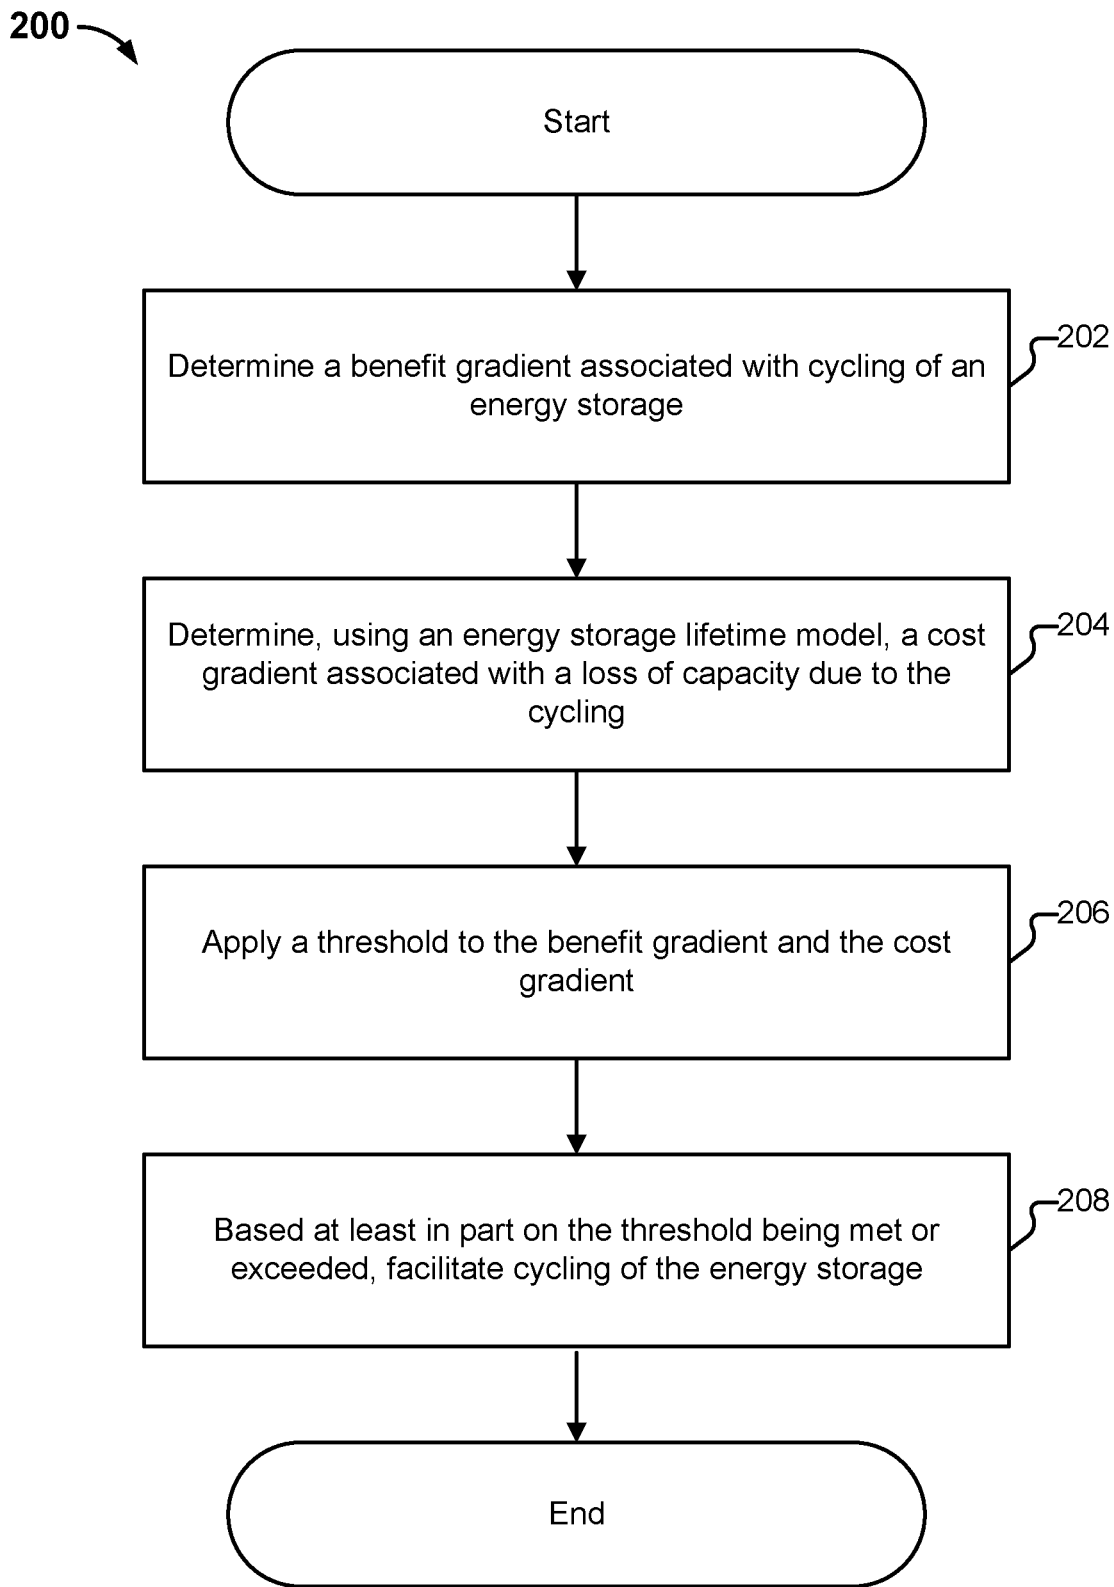 200
Start
Determine a benefit gradient associated with cycling of an
energy storage
202
Determine, using an energy storage lifetime model, a cost
gradient associated with a loss of capacity due to the
cycling
204
Apply a threshold to the benefit gradient and the cost
gradient
206
Based at least in part on the threshold being met or
exceeded, facilitate cycling of the energy storage
208
End